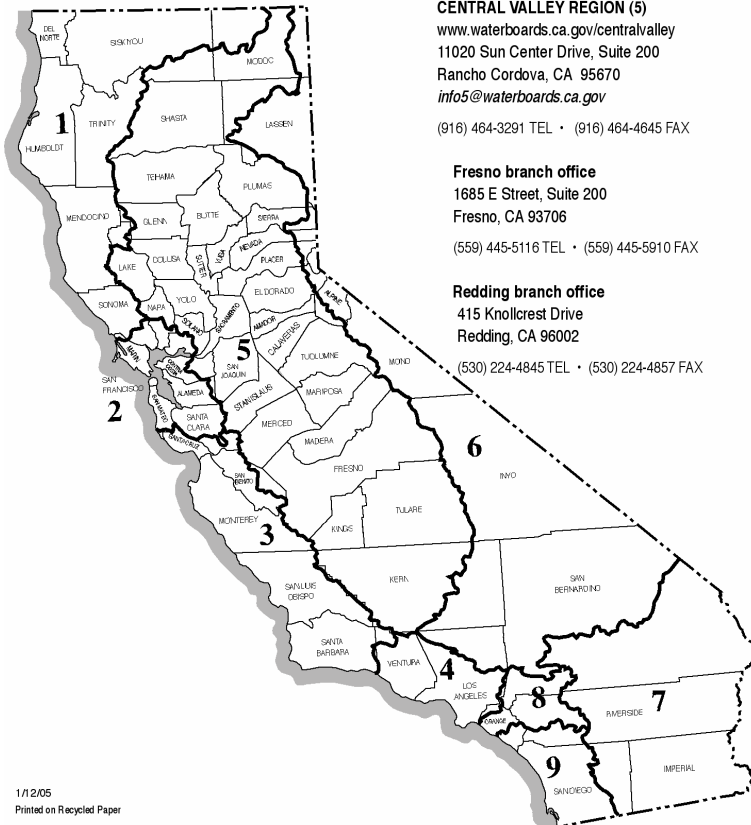 CENTRAL VALLEY REGION (5)
www.waterboards.ca.gov/centralvalley
11020 Sun Center Drive, Suite 200
Rancho Cordova, CA 95670
info5@waterboards.ca.gov
(916) 464-3291 TEL • (916) 464-4645 FAX
Fresno branch office
1685 E Street, Suite 200
Fresno, CA 93706
(559) 445-5116 TEL • (559) 445-5910 FAX
Redding branch office
415 Knollcrest Drive
Redding, CA 96002
(530) 224-4845 TEL • (530) 224-4857 FAX
DEL
NORTE
SISKIYOU
MODOC
1
TRINITY
SHASTA
LASSEN
HUMBOLDT
TEHAMA
PLUMAS
MENDOCINO
GLENN
BUTTE
SIERRA
LAKE
COLUSA
SUTTER
YUBA
NEVADA
PLACER
SONOMA
NAPA
YOLO
EL DORADO
ALPINE
SOLANO
SACRAMENTO
AMADOR
CALAVERAS
5
MARIN
CONTRA
COSTA
SAN
JOAQUIN
TUOLUMNE
MONO
SAN
FRANCISCO
ALAMEDA
STANISLAUS
MARIPOSA
2
SAN MATEO
SANTA
CLARA
MERCED
SANTA CRUZ
MADERA
6
SAN
BENITO
FRESNO
INYO
MONTEREY
3
KINGS
TULARE
SAN LUIS
OBISPO
KERN
SAN
BERNARDINO
SANTA
BARBARA
VENTURA
4
LOS
ANGELES
8
7
ORANGE
RIVERSIDE
9
SAN DIEGO
IMPERIAL
1/12/05
Printed on Recycled Paper